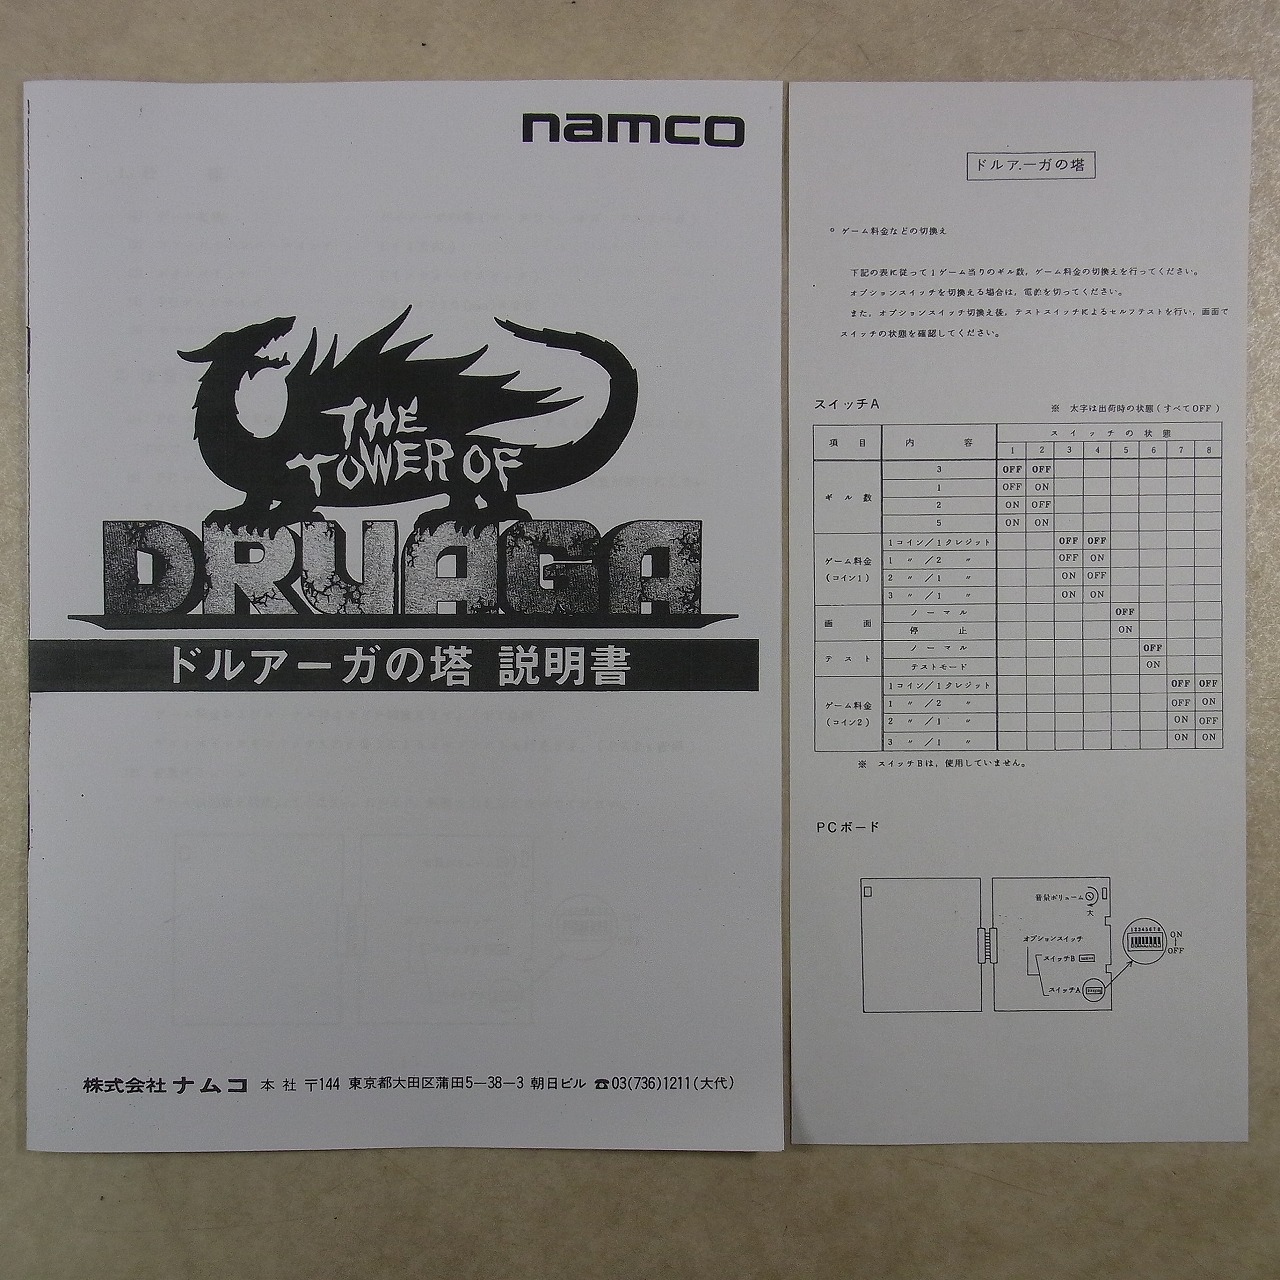 namco
THE
TOWER OF
DRUAGA
ドルアーガの塔 説明書
株式会社 ナムコ 本社 〒144 東京都大田区蒲田5—38—3 朝日ビル ☎03(736)1211(大代)
ドルアーガの塔
° ゲーム料金などの切換え
下記の表に従って1ゲーム当りのギル数，ゲーム料金の切換えを行ってください。
オプションスイッチを切換える場合は，電源を切ってください。
また，オプションスイッチ切換え後，テストスイッチによるセルフテストを行い，画面で
スイッチの状態を確認してください。
スイッチA
※ 太字は出荷時の状態(すべてOFF)
項目 内容 スイッチの状態
1 2 3 4 5 6 7 8
ギル数
3 OFF OFF
1 OFF ON
2 ON OFF
5 ON ON
ゲーム料金
(コイン1)
1コイン／1クレジット OFF OFF
1 〃 ／2 〃 OFF ON
2 〃 ／1 〃 ON OFF
3 〃 ／1 〃 ON ON
画面
ノーマル OFF
停止 ON
テスト
ノーマル OFF
テストモード ON
ゲーム料金
(コイン2)
1コイン／1クレジット OFF OFF
1 〃 ／2 〃 OFF ON
2 〃 ／1 〃 ON OFF
3 〃 ／1 〃 ON ON
※ スイッチBは，使用していません。
PCボード
音量ボリューム
大
オプションスイッチ
スイッチB
スイッチA
12345678
ON
OFF